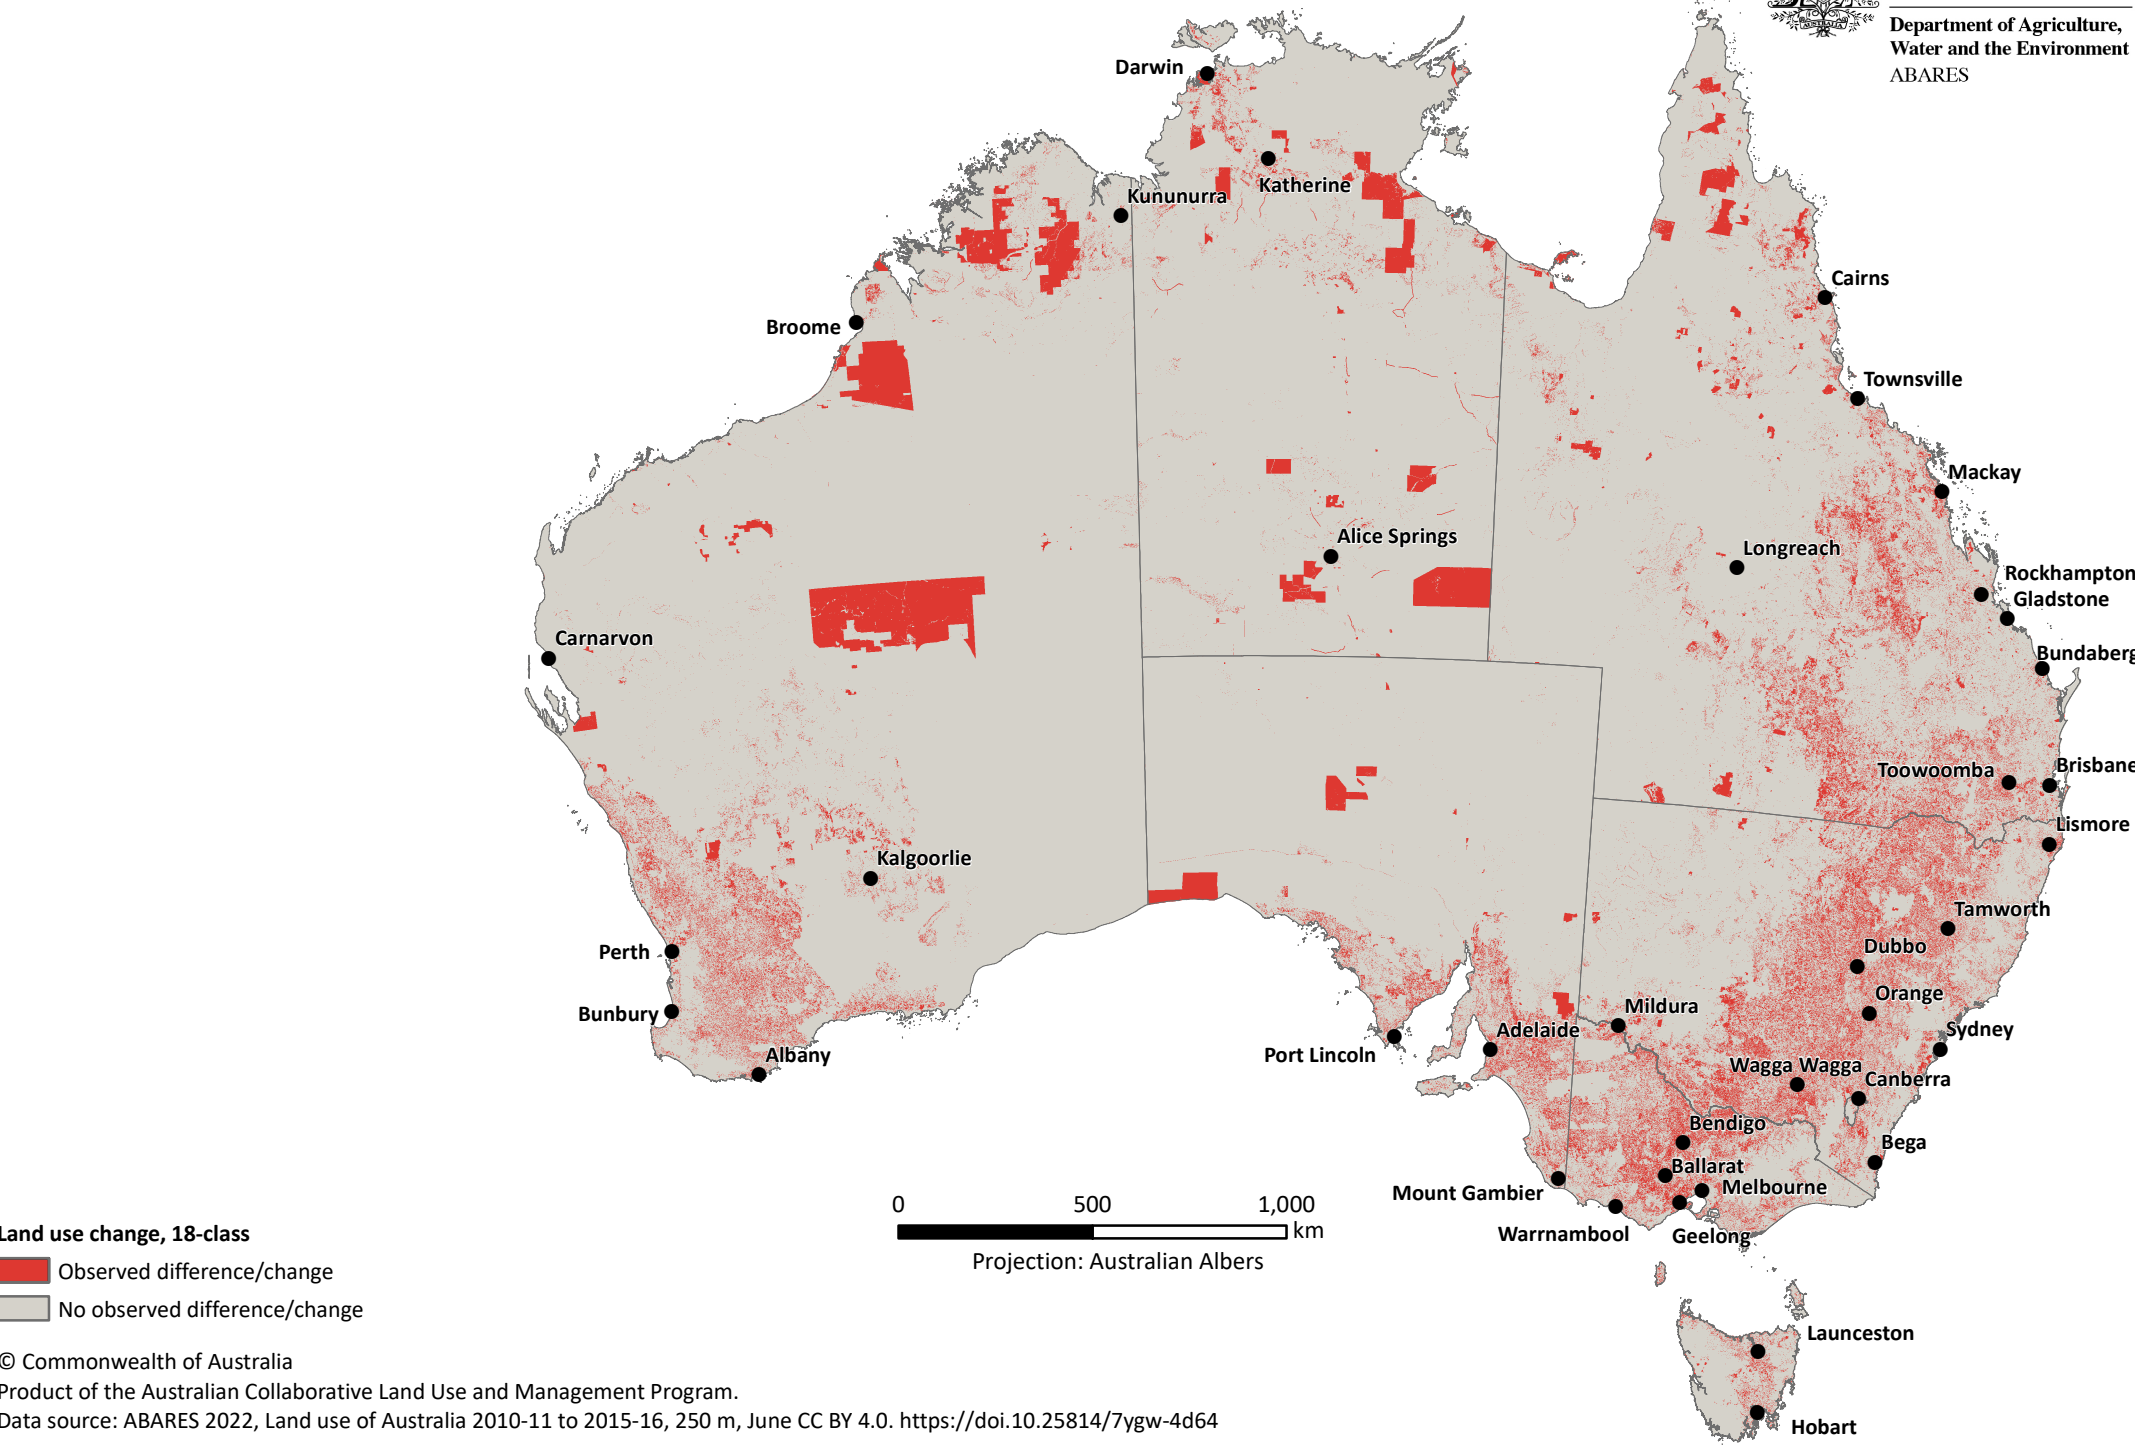 AUSTRALIA
Department of Agriculture,
Water and the Environment
ABARES
Darwin
Katherine
Kununurra
Broome
Cairns
Townsville
Mackay
Alice Springs
Longreach
Rockhampton
Gladstone
Carnarvon
Bundaberg
Toowoomba
Brisbane
Lismore
Kalgoorlie
Tamworth
Dubbo
Perth
Orange
Mildura
Bunbury
Sydney
Adelaide
Port Lincoln
Albany
Wagga Wagga
Canberra
Bendigo
Bega
Ballarat
Melbourne
Mount Gambier
Warrnambool
Geelong
0 500 1,000
km
Projection: Australian Albers
Land use change, 18-class
Observed difference/change
No observed difference/change
Launceston
Hobart
© Commonwealth of Australia
Product of the Australian Collaborative Land Use and Management Program.
Data source: ABARES 2022, Land use of Australia 2010-11 to 2015-16, 250 m, June CC BY 4.0. https://doi.org/10.25814/7ygw-4d64